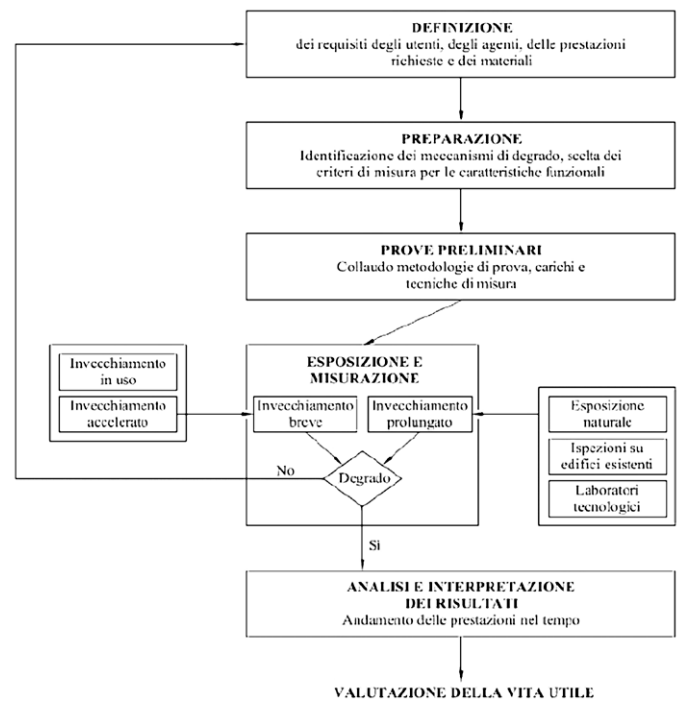 DEFINIZIONE
dei requisiti degli utenti, degli agenti, delle prestazioni
richieste e dei materiali
PREPARAZIONE
Identificazione dei meccanismi di degrado, scelta dei
criteri di misura per le caratteristiche funzionali
PROVE PRELIMINARI
Collaudo metodologie di prova, carichi e
tecniche di misura
Invecchiamento
in uso
Invecchiamento
accelerato
ESPOSIZIONE E
MISURAZIONE
Invecchiamento
breve
Invecchiamento
prolungato
Esposizione
naturale
Ispezioni su
edifici esistenti
Laboratori
tecnologici
No
Degrado
Si
ANALISI E INTERPRETAZIONE
DEI RISULTATI
Andamento delle prestazioni nel tempo
VALUTAZIONE DELLA VITA UTILE